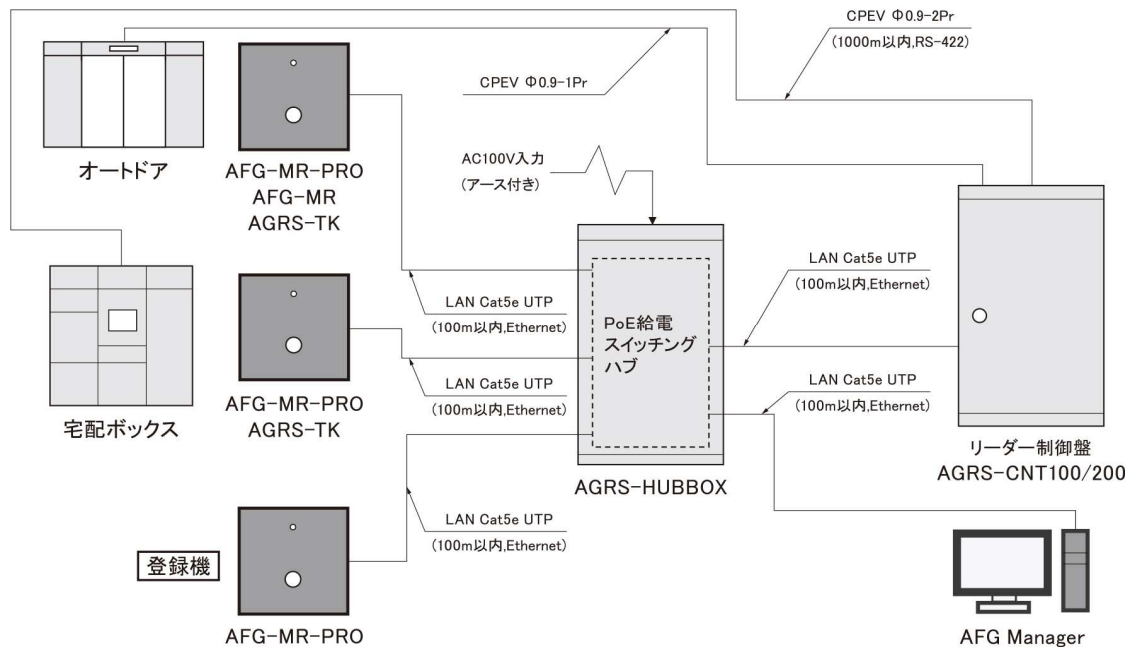 CPEV Φ0.9-2Pr
(1000m以内,RS-422)
CPEV Φ0.9-1Pr
オートドア
AFG-MR-PRO
AFG-MR
AGRS-TK
AC100V入力
(アース付き)
LAN Cat5e UTP
(100m以内,Ethernet)
LAN Cat5e UTP
(100m以内,Ethernet)
PoE給電
スイッチング
ハブ
宅配ボックス
AFG-MR-PRO
AGRS-TK
LAN Cat5e UTP
(100m以内,Ethernet)
LAN Cat5e UTP
(100m以内,Ethernet)
リーダー制御盤
AGRS-CNT100/200
AGRS-HUBBOX
LAN Cat5e UTP
(100m以内,Ethernet)
登録機
AFG-MR-PRO
AFG Manager